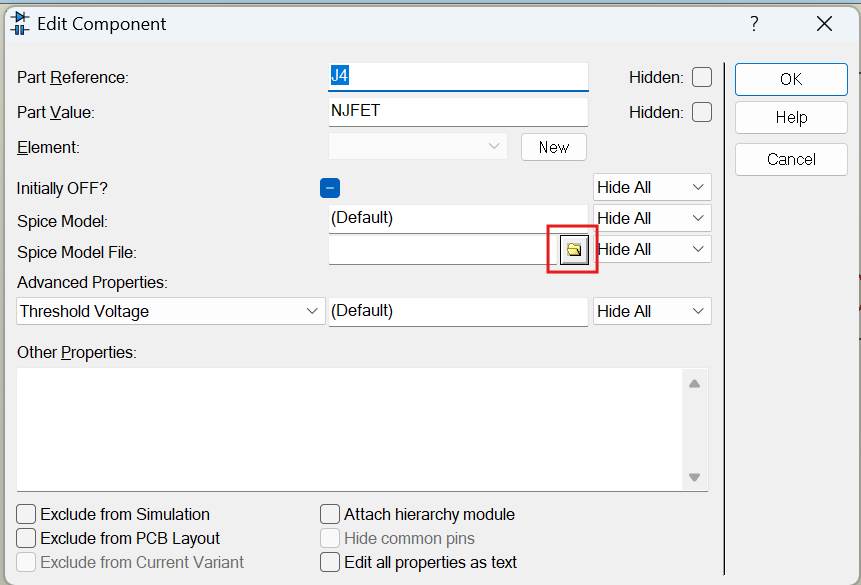 Edit Component
?
Part Reference: J4 Hidden: OK
Part Value: NJFET Hidden: Help
Element: New
Cancel
Initially OFF? Hide All
Spice Model: (Default) Hide All
Spice Model File: Hide All
Advanced Properties:
Threshold Voltage (Default) Hide All
Other Properties:
Exclude from Simulation Attach hierarchy module
Exclude from PCB Layout Hide common pins
Exclude from Current Variant Edit all properties as text